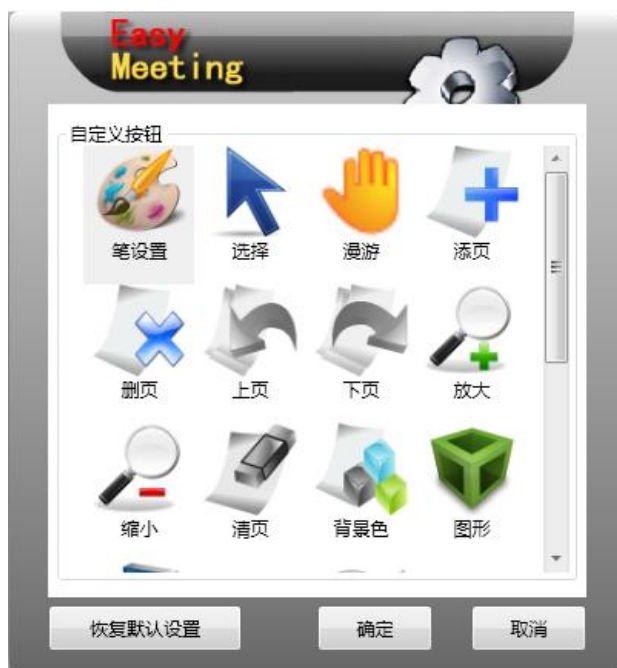 Easy
Meeting
自定义按钮
笔设置 选择 漫游 添页
删页 上页 下页 放大
缩小 清页 背景色 图形
恢复默认设置 确定 取消